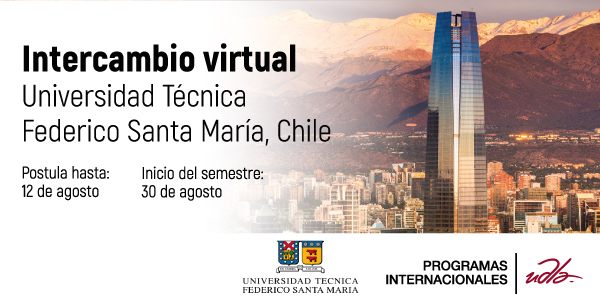 Intercambio virtual
Universidad Técnica
Federico Santa María, Chile
Postula hasta:
12 de agosto
Inicio del semestre:
30 de agosto
UNIVERSIDAD TECNICA
FEDERICO SANTA MARIA
PROGRAMAS
INTERNACIONALES
udla